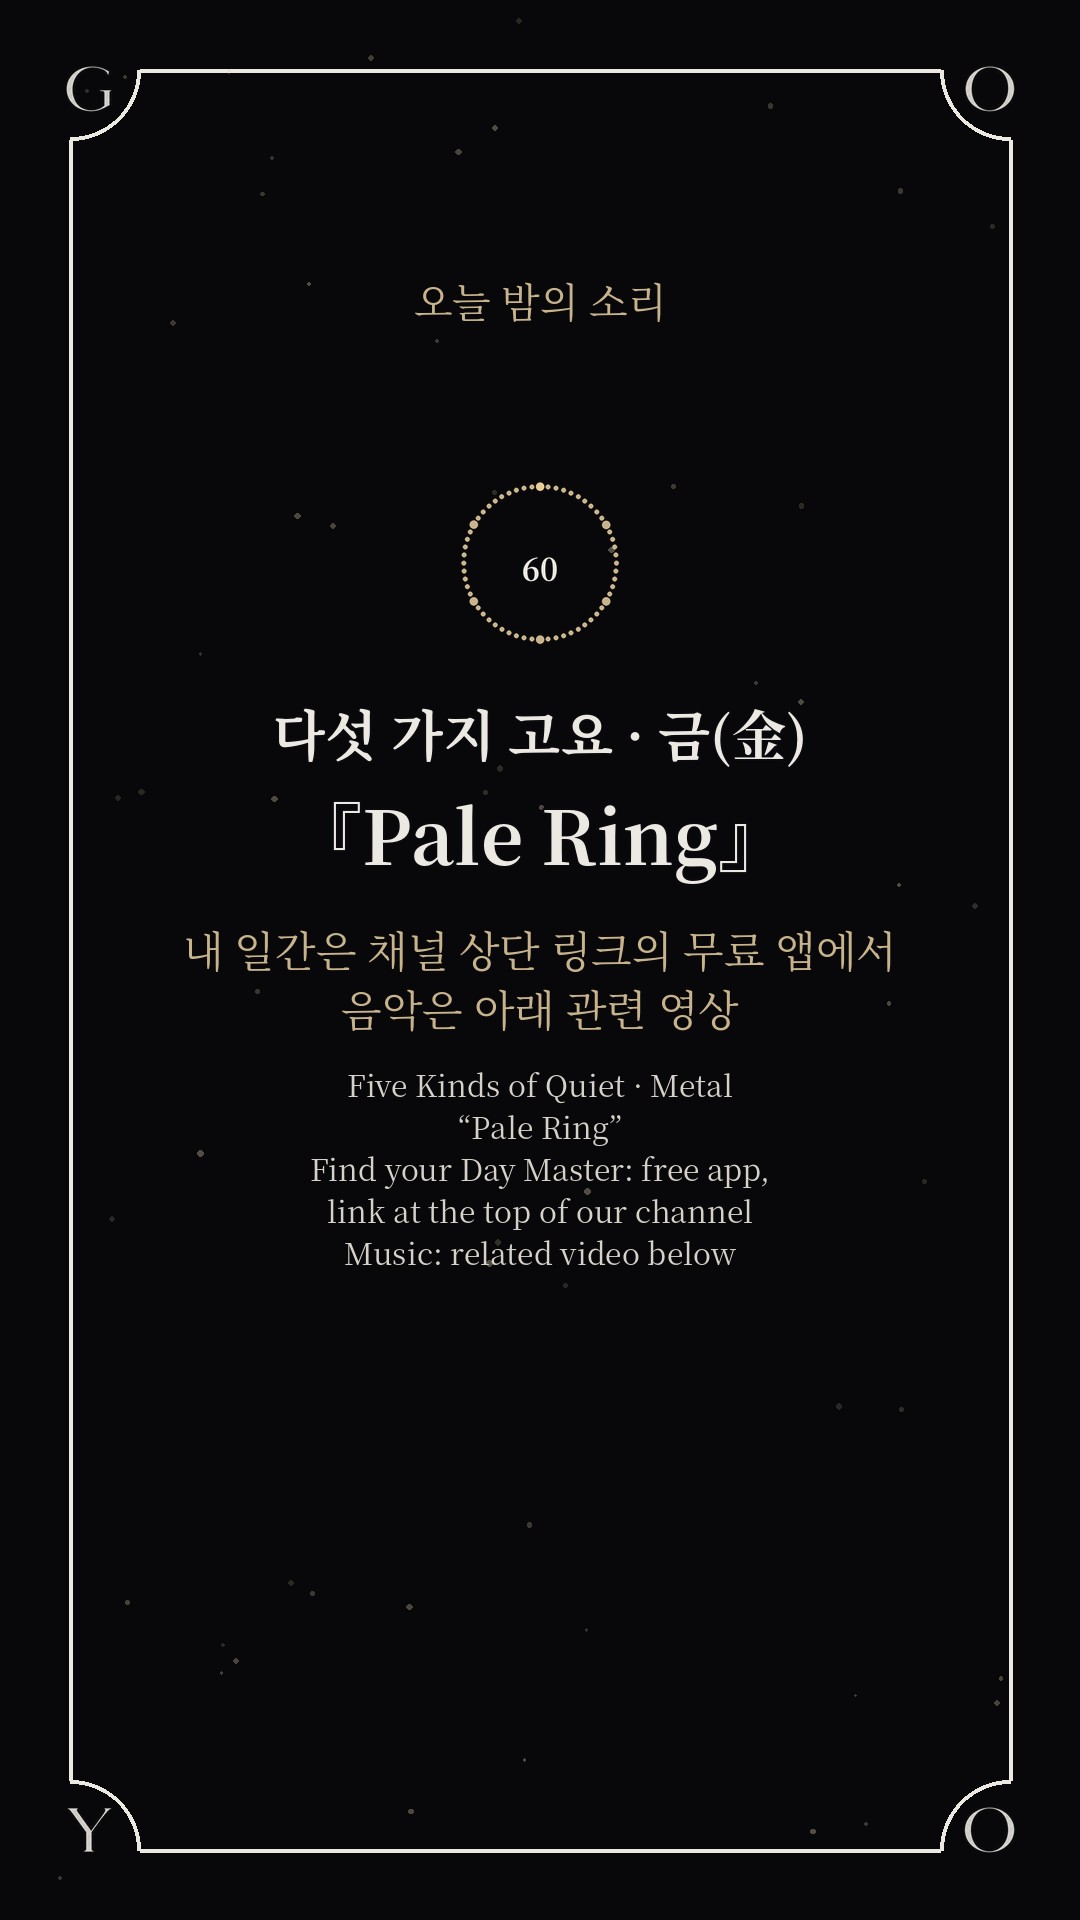 G O
오늘 밤의 소리
60
다섯 가지 고요 · 금(金)
『Pale Ring』
내 일간은 채널 상단 링크의 무료 앱에서
음악은 아래 관련 영상
Five Kinds of Quiet · Metal
“Pale Ring”
Find your Day Master: free app,
link at the top of our channel
Music: related video below
Y O